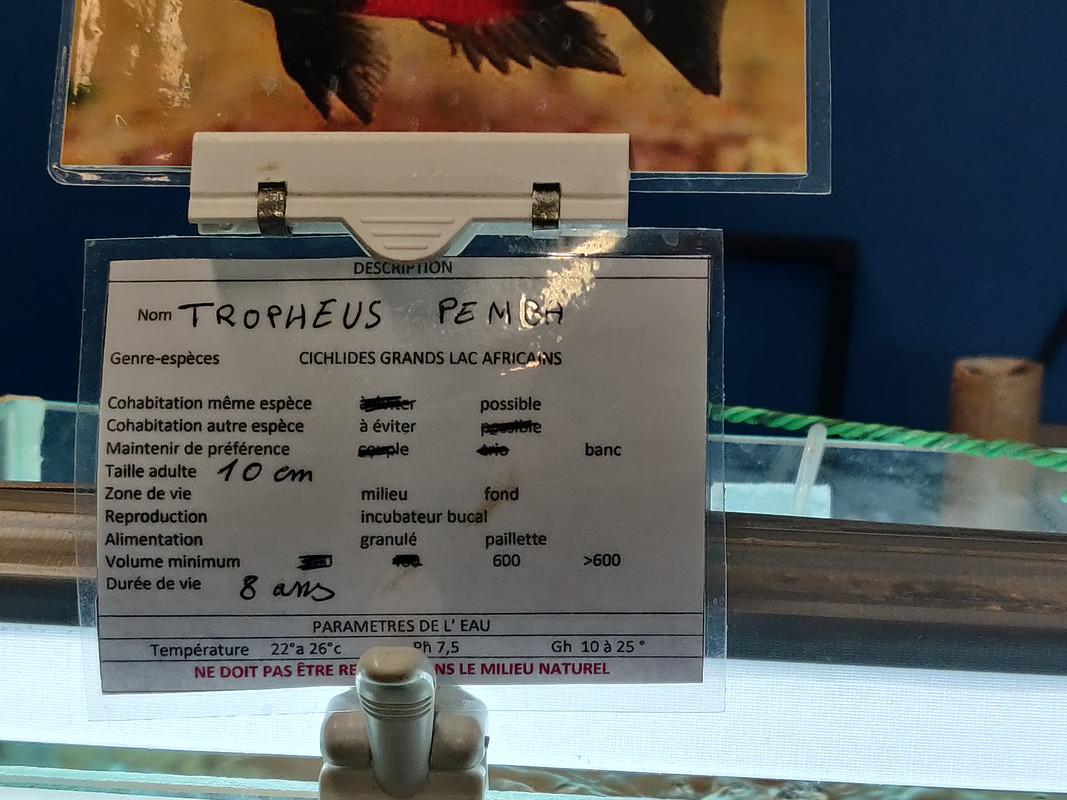 DESCRIPTION
Nom TROPHEUS PEMBA
Genre-espèces CICHLIDES GRANDS LAC AFRICAINS
Cohabitation même espèce possible
Cohabitation autre espèce à éviter
Maintenir de préférence banc
Taille adulte 10 cm
Zone de vie milieu fond
Reproduction incubateur bucal
Alimentation granulé paillette
Volume minimum 600 >600
Durée de vie 8 ans
PARAMETRES DE L' EAU
Température 22°a 26°c Ph 7,5 Gh 10 à 25 °
NE DOIT PAS ÊTRE LE MILIEU NATUREL